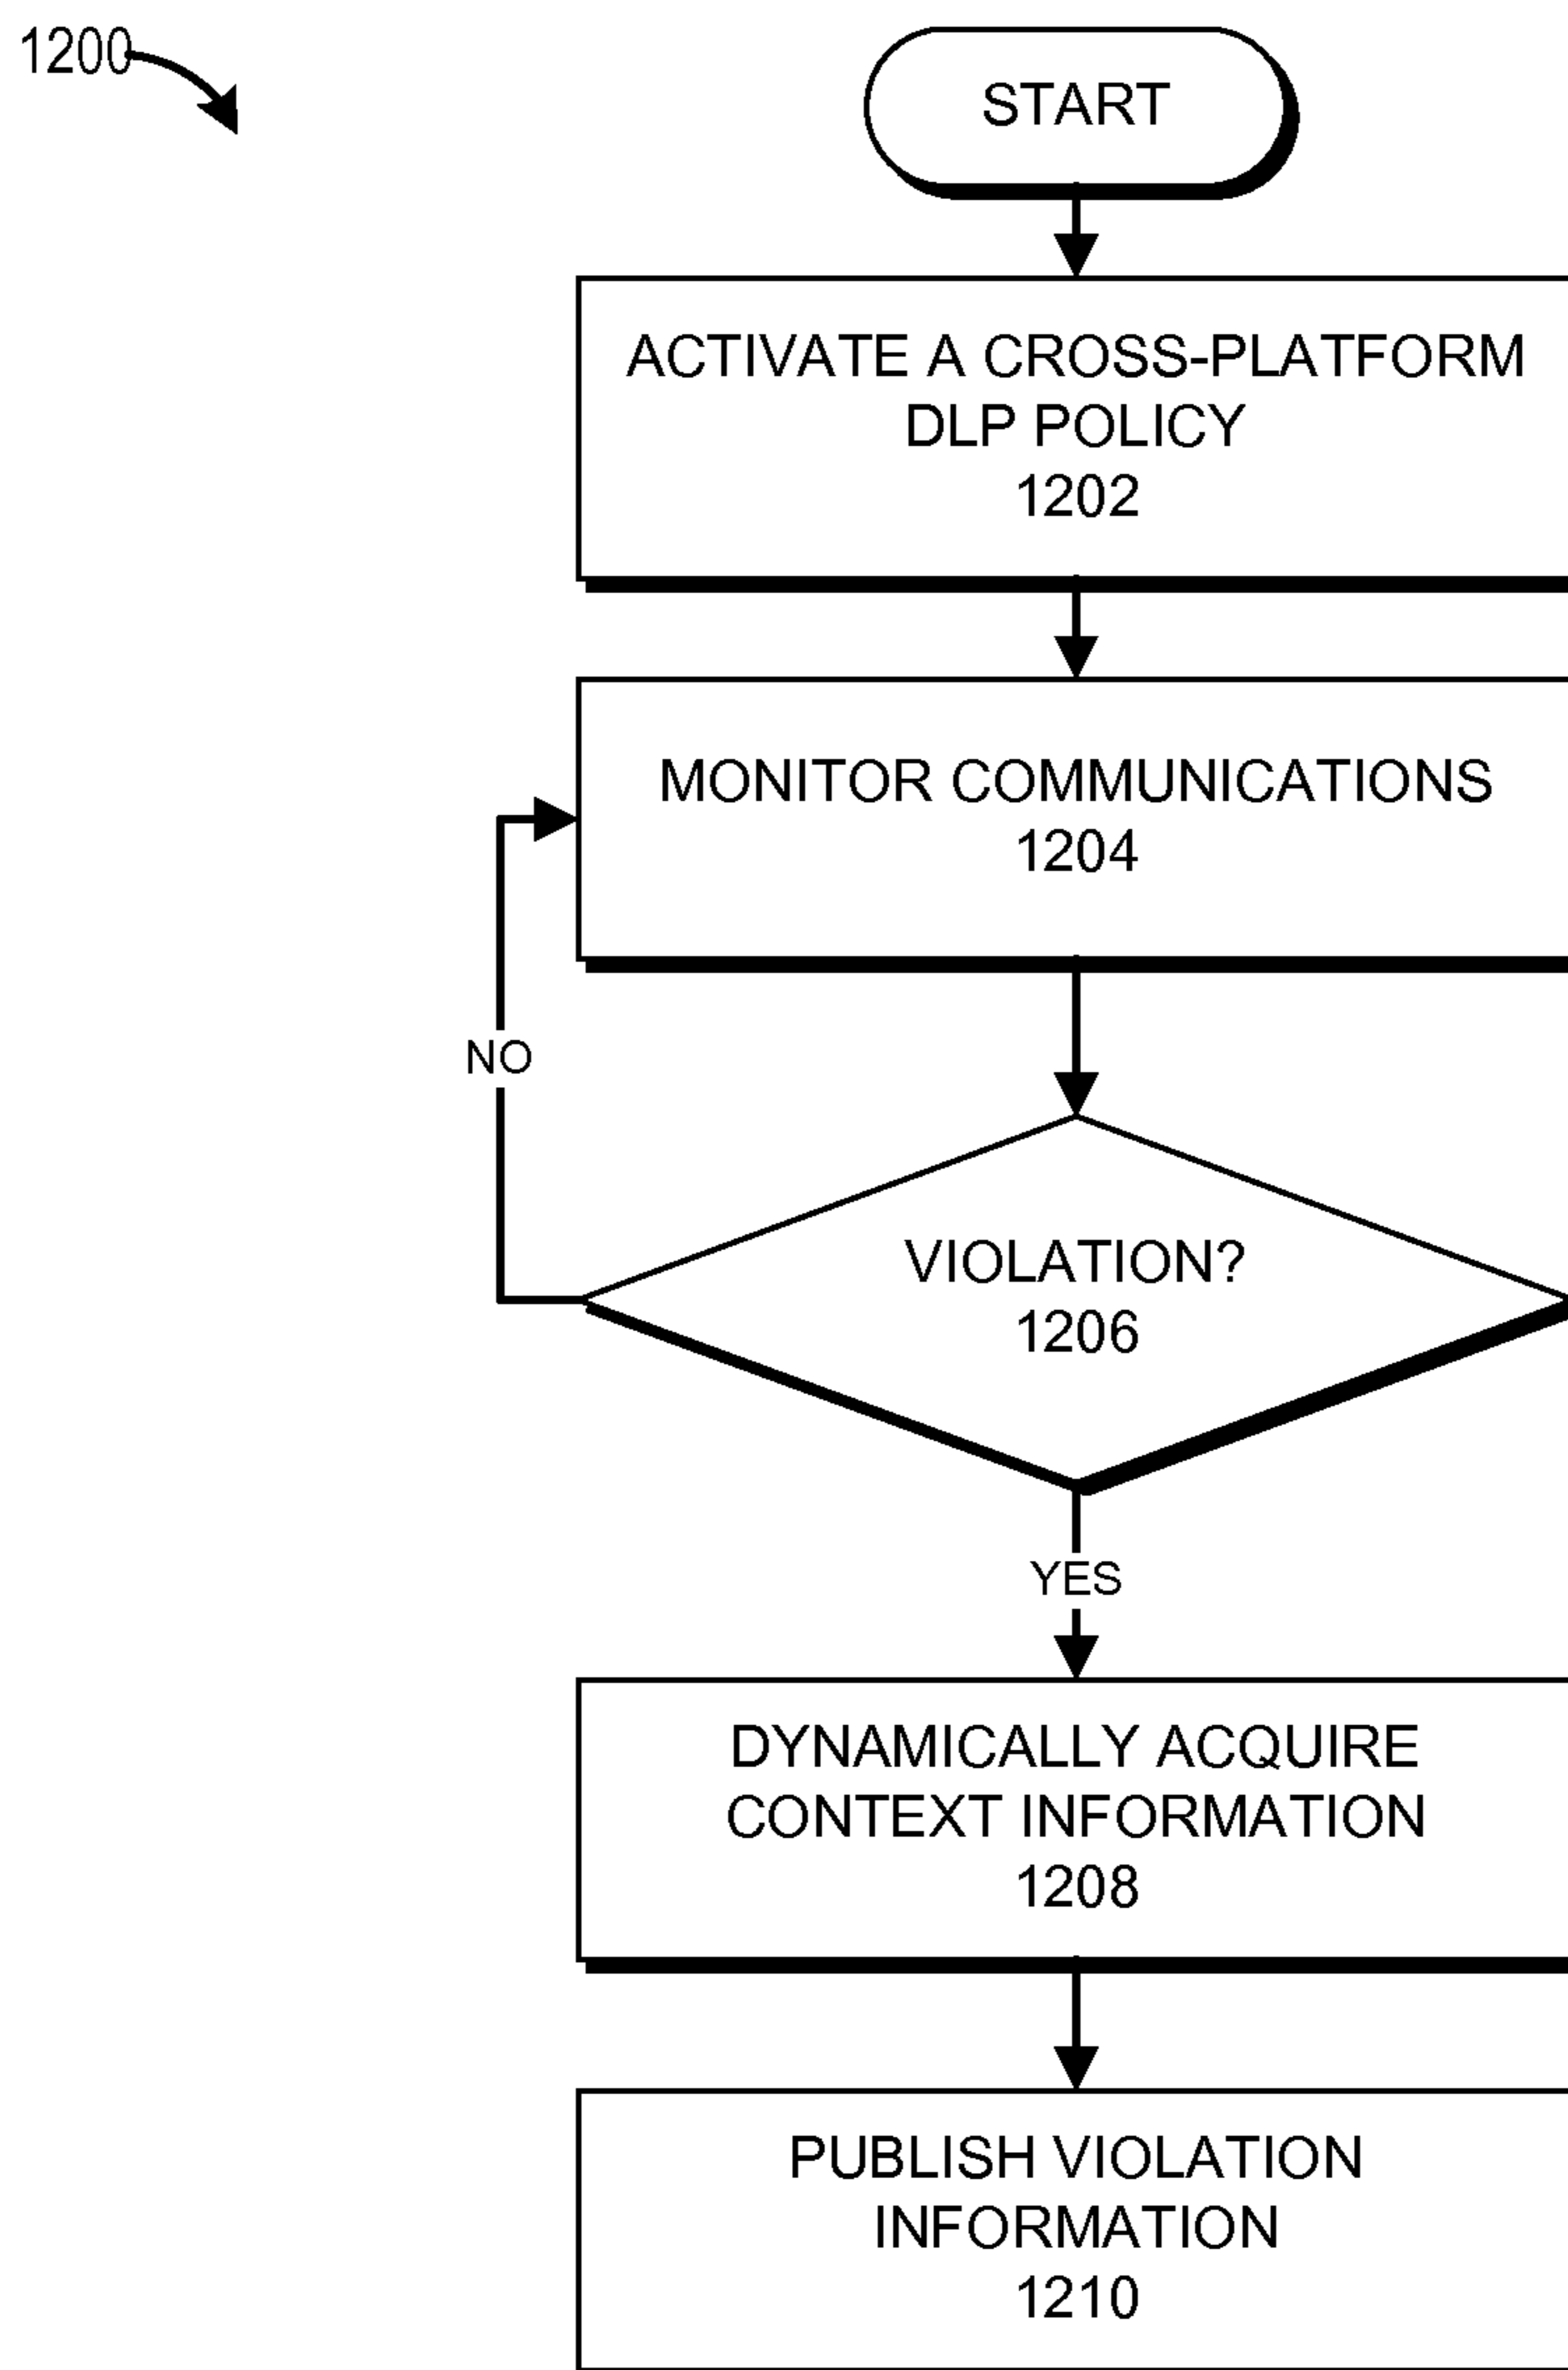 1200
START
ACTIVATE A CROSS-PLATFORM
DLP POLICY
1202
MONITOR COMMUNICATIONS
1204
NO
VIOLATION?
1206
YES
DYNAMICALLY ACQUIRE
CONTEXT INFORMATION
1208
PUBLISH VIOLATION
INFORMATION
1210